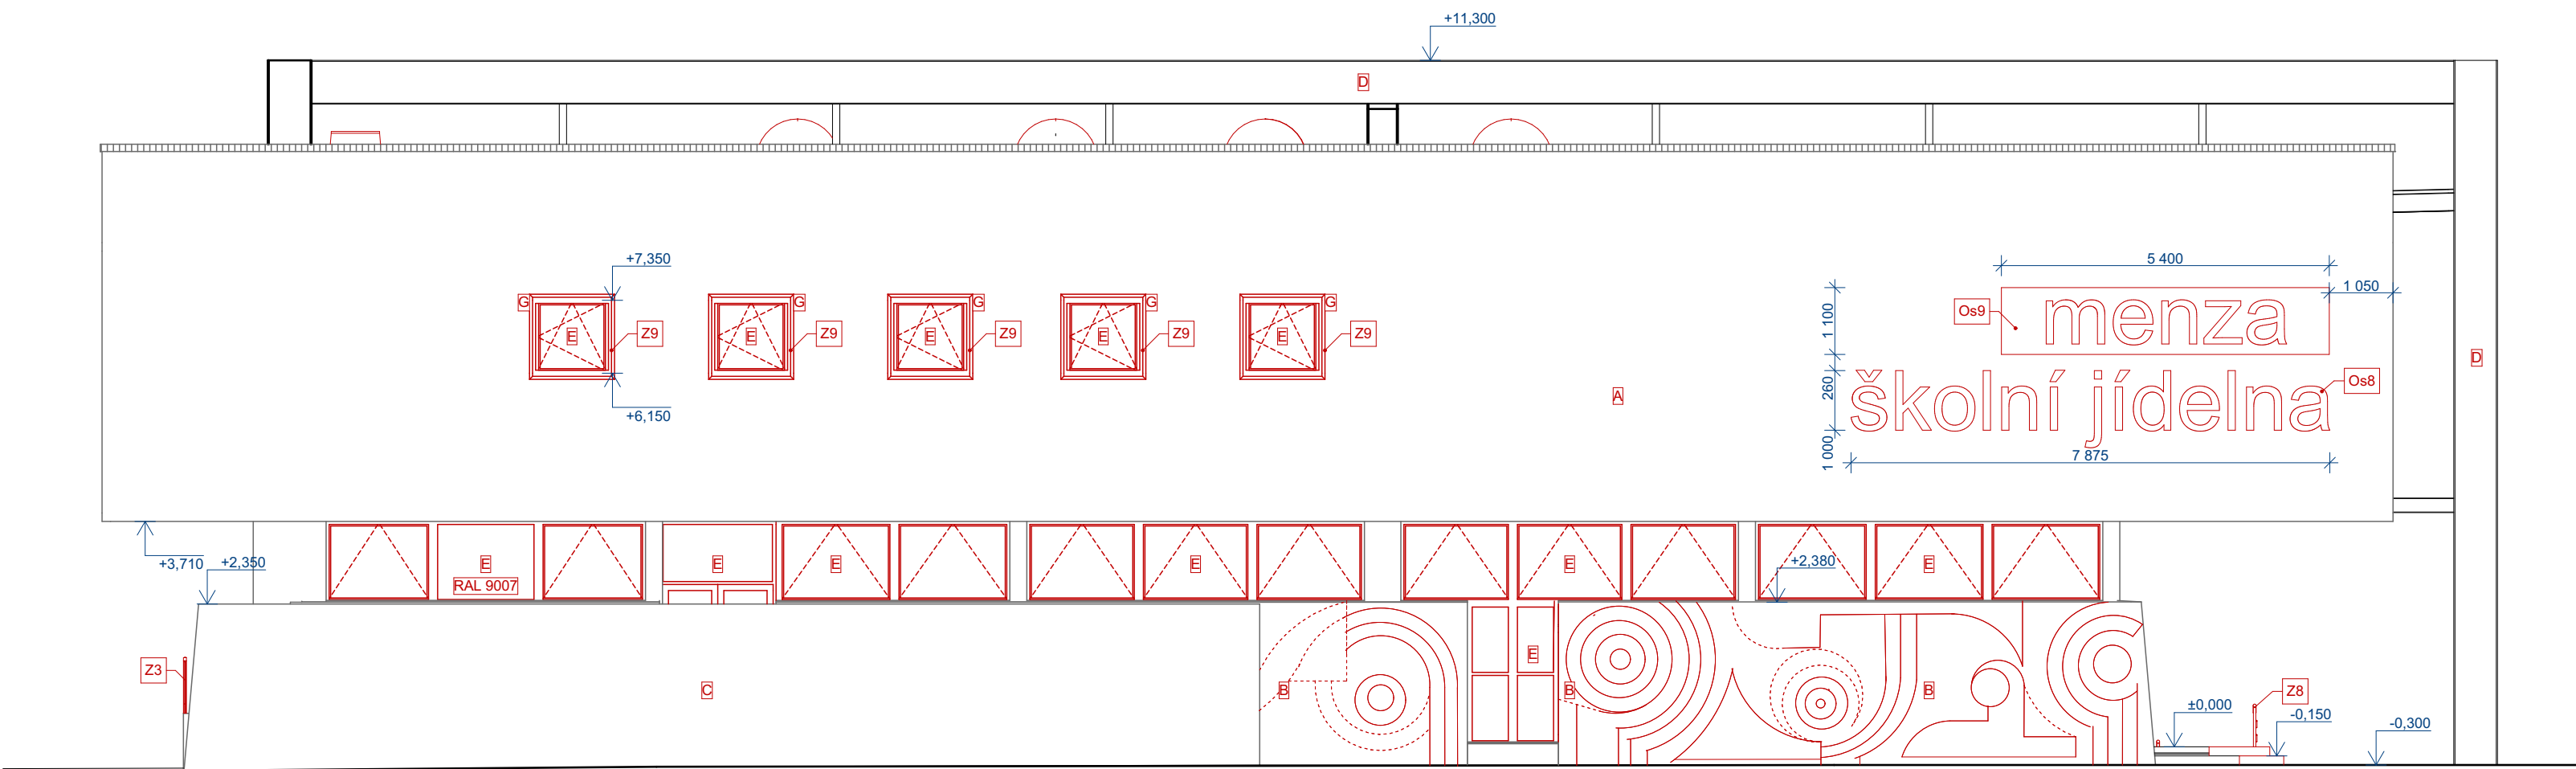 +11,300
D
+7,350
5 400
1 050
G
G
G
G
G
Os9
menza
1 100
E
Z9
E
Z9
E
Z9
E
Z9
E
Z9
D
260
školní jídelna
Os8
A
+6,150
1 000
7 875
+3,710
+2,350
E
RAL 9007
E
E
E
E
+2,380
E
Z3
C
B
E
B
B
Z8
±0,000
-0,150
-0,300